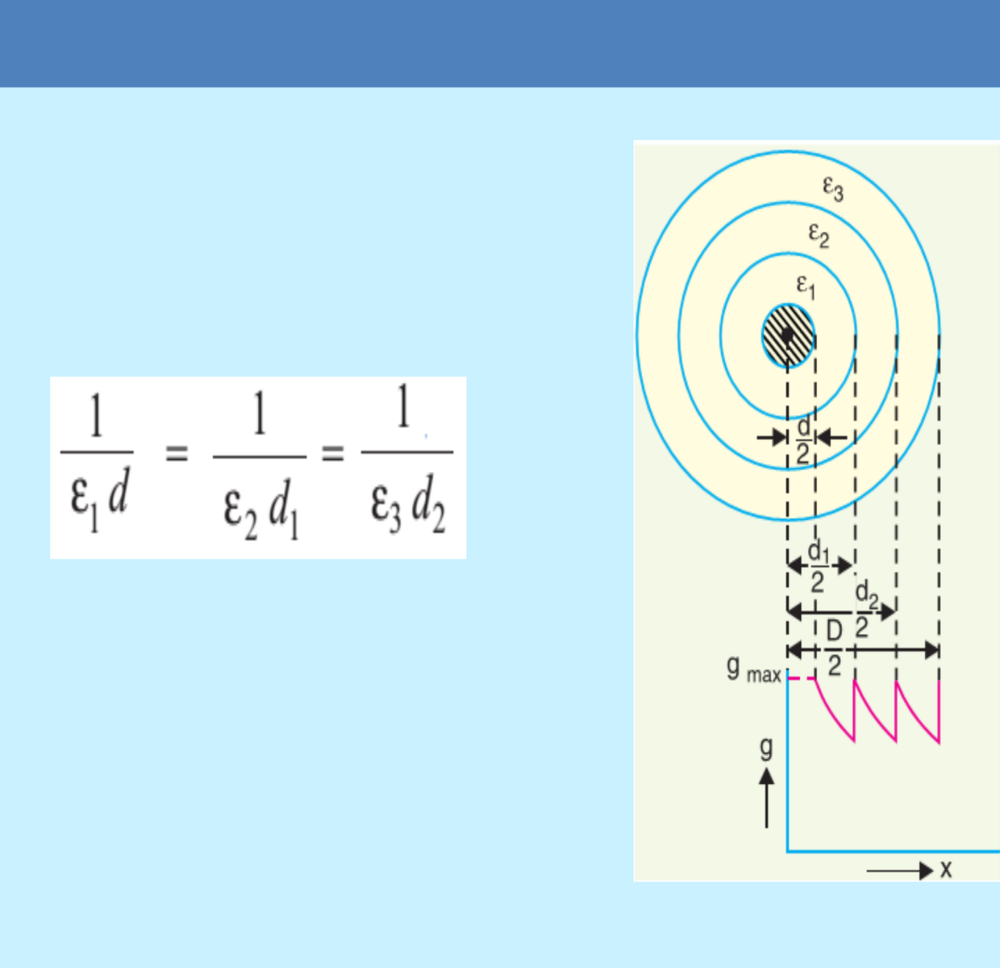 1/ε₁ d = 1/ε₂ d₁ = 1/ε₃ d₂
ε₃
ε₂
ε₁
d/2
d₁/2
d₂/2
D/2
g max
g
x